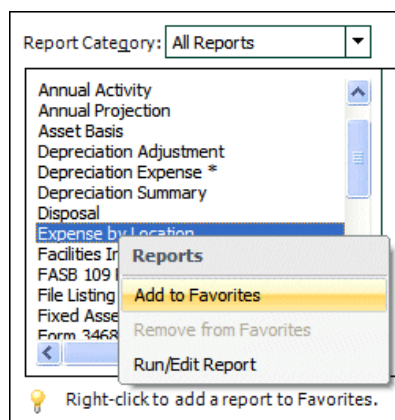 Report Category: All Reports
Annual Activity
Annual Projection
Asset Basis
Depreciation Adjustment
Depreciation Expense *
Depreciation Summary
Disposal
Expense by Location
Facilities
Reports
FASB 109
Add to Favorites
File Listing
Fixed Asse
Remove from Favorites
Form 3468
Run/Edit Report
Right-click to add a report to Favorites.